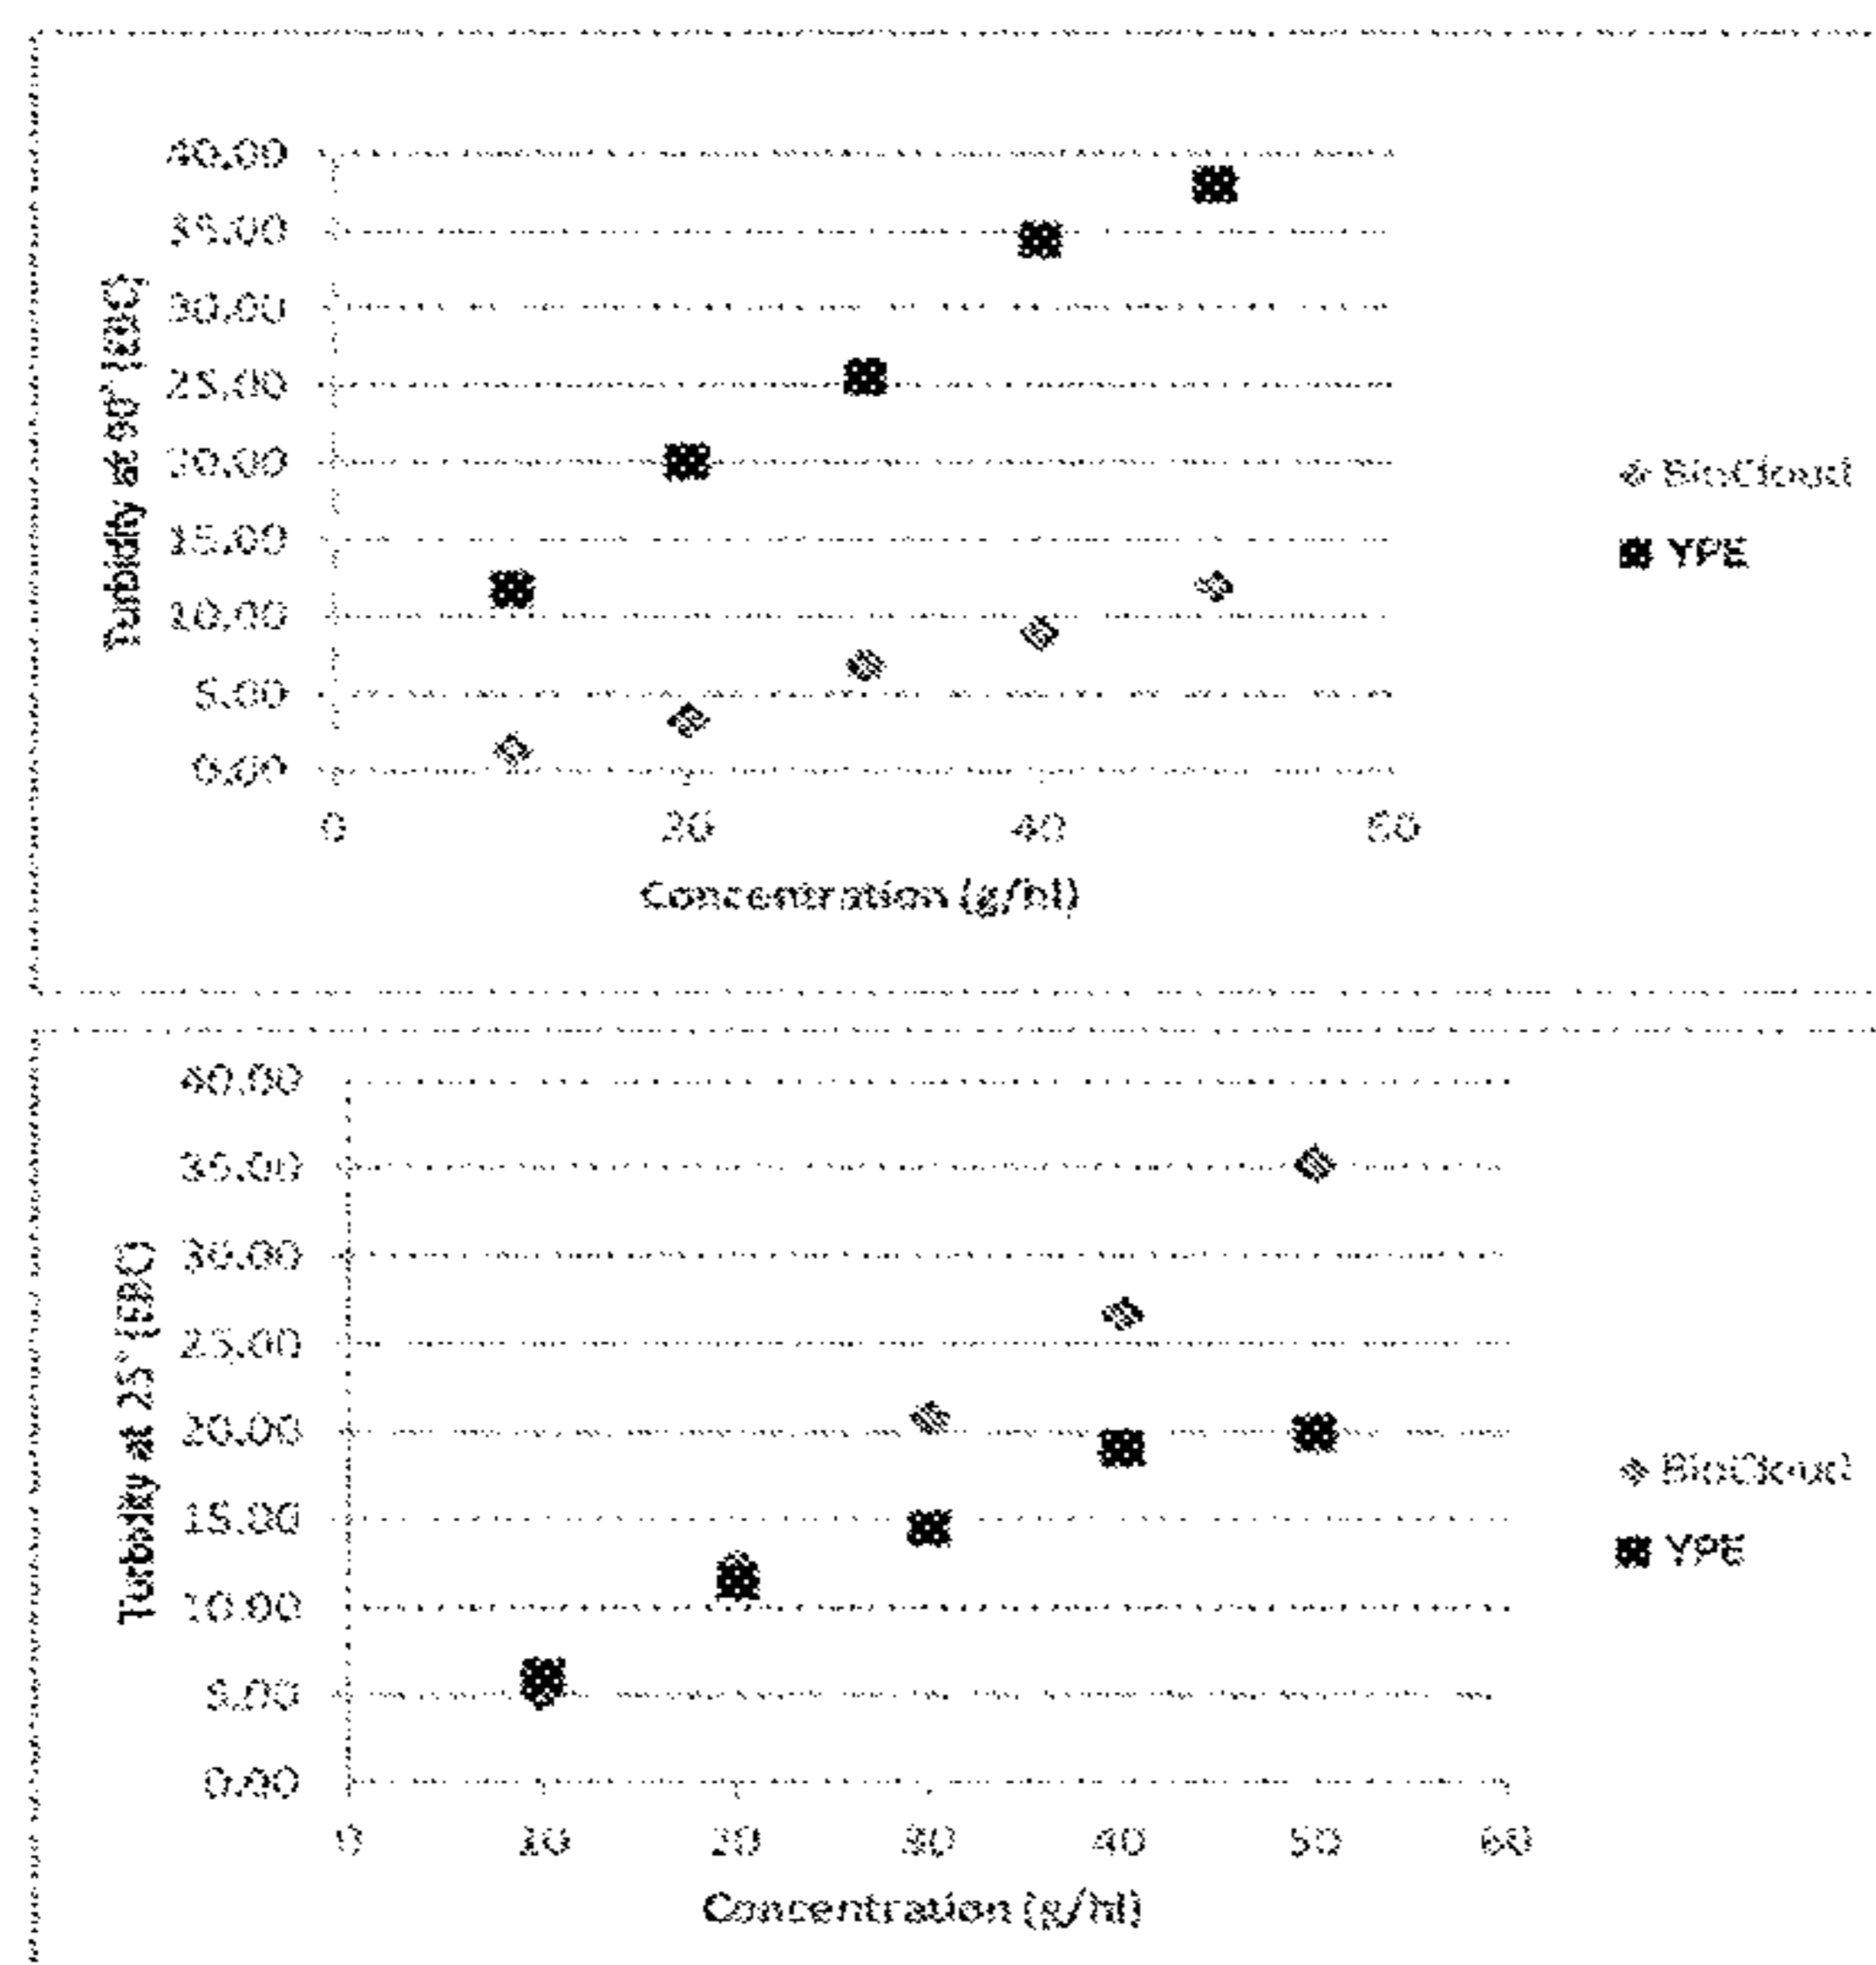 40.00
35.00
30.00
25.00
20.00
15.00
10.00
5.00
0.00
Turbidity at 90° (EBC)
0 20 40 60
Concentration (g/hl)
BioCloud
YPE
40.00
35.00
30.00
25.00
20.00
15.00
10.00
5.00
0.00
Turbidity at 25° (EBC)
0 10 20 30 40 50 60
Concentration (g/hl)
BioCloud
YPE